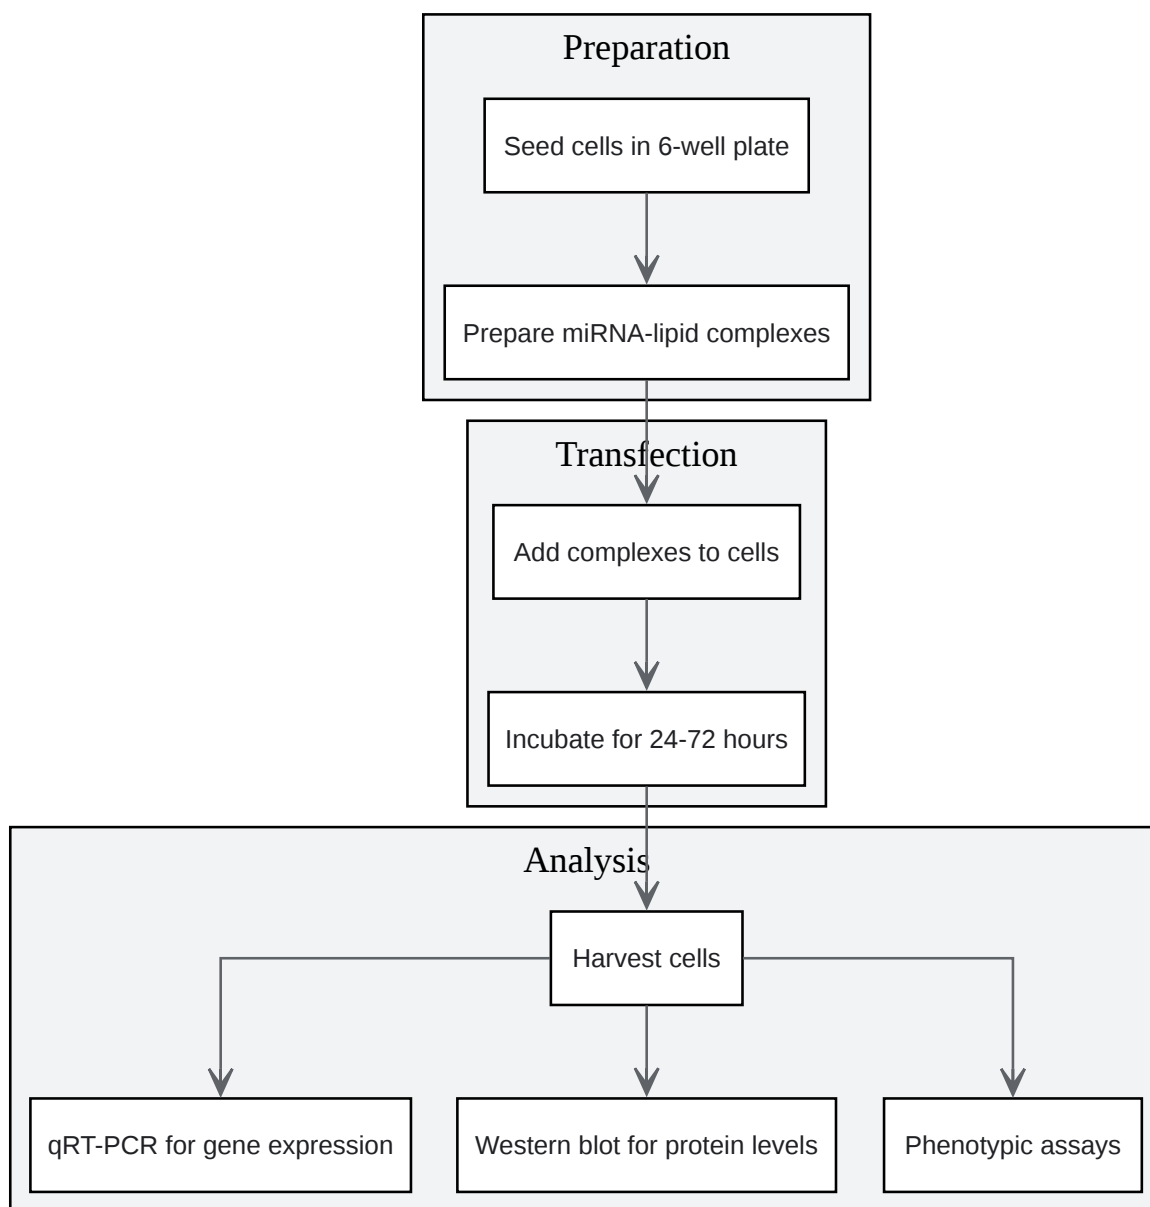 Preparation
Seed cells in 6-well plate
Prepare miRNA-lipid complexes
Transfection
Add complexes to cells
Incubate for 24-72 hours
Analysis
Harvest cells
qRT-PCR for gene expression
Western blot for protein levels
Phenotypic assays